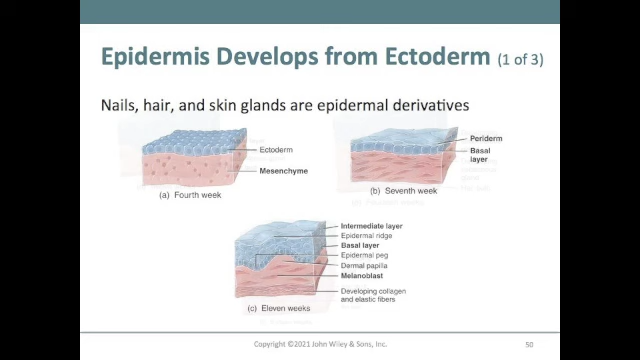 Epidermis Develops from Ectoderm (1 of 3)
Nails, hair, and skin glands are epidermal derivatives
Ectoderm
Mesenchyme
(a) Fourth week
Periderm
Basal
layer
(b) Seventh week
Intermediate layer
Epidermal ridge
Basal layer
Epidermal peg
Dermal papilla
Melanoblast
Developing collagen
and elastic fibers
(c) Eleven weeks
Copyright ©2021 John Wiley & Sons, Inc.
50